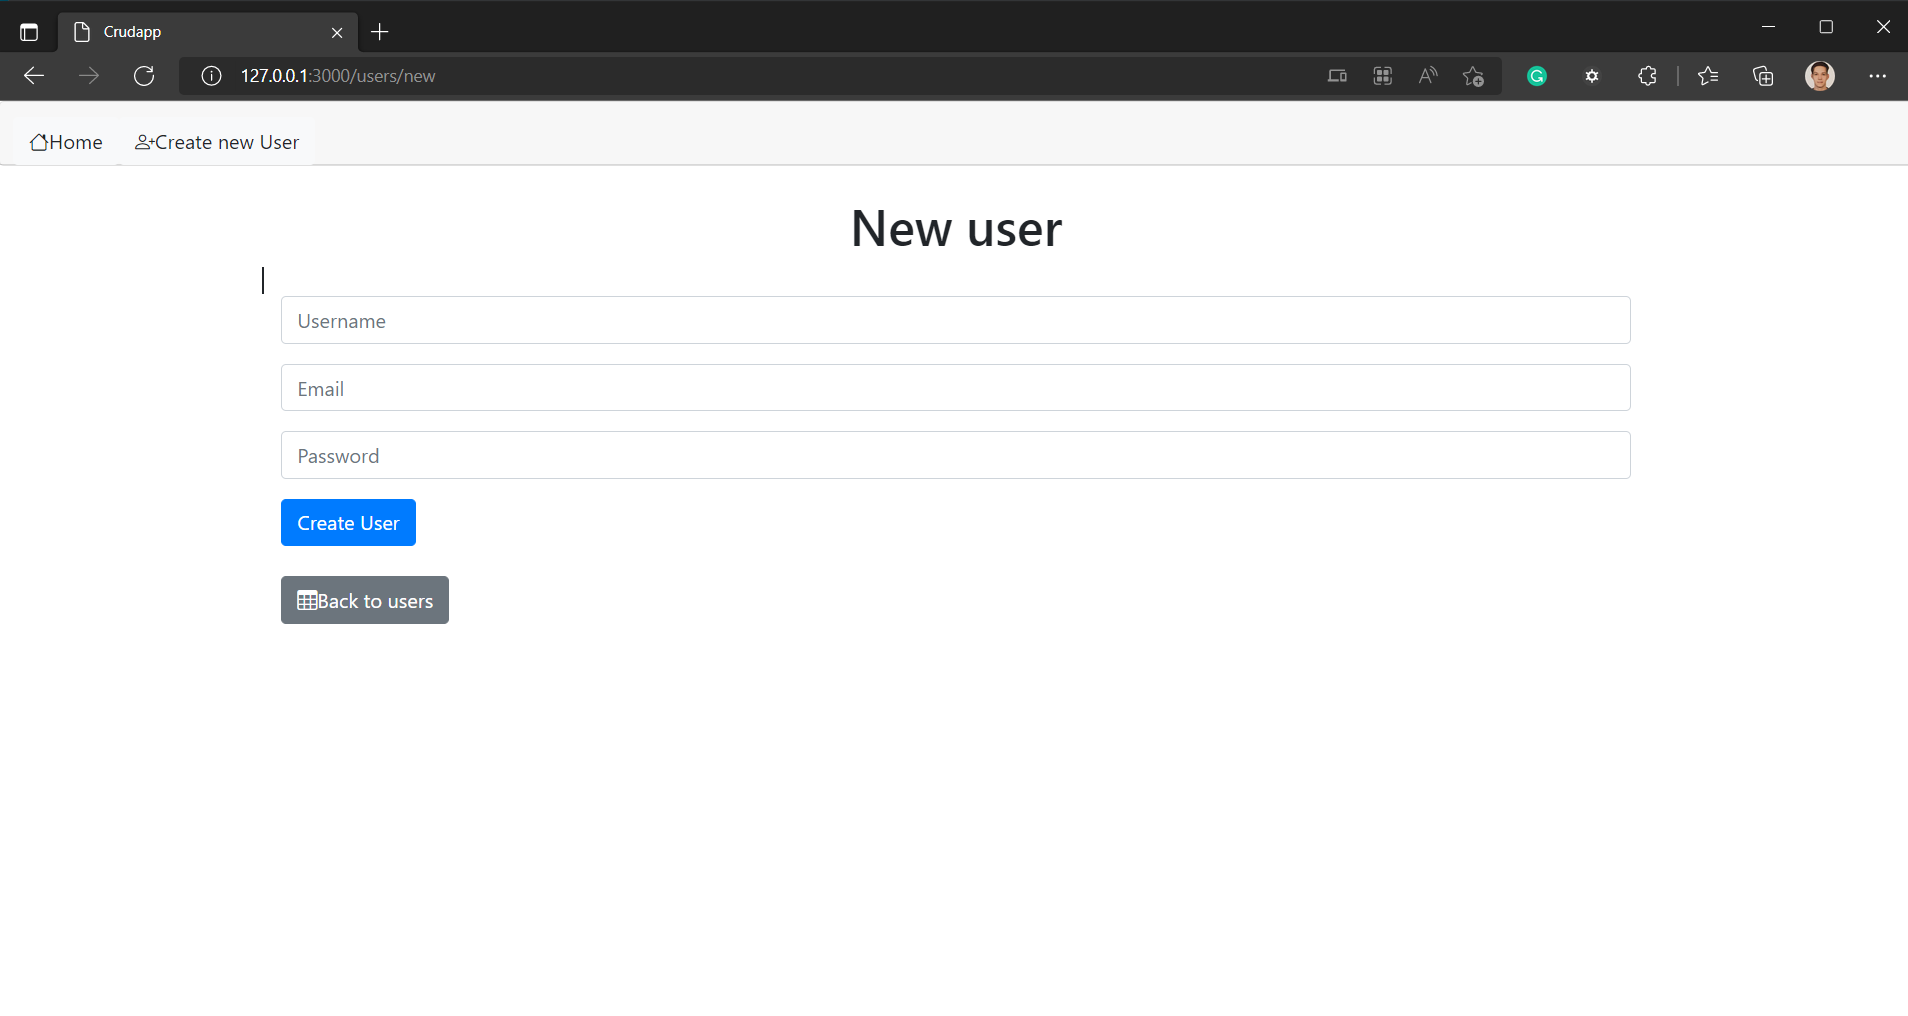 Crudapp
127.0.0.1:3000/users/new
Home Create new User
New user
Username
Email
Password
Create User
Back to users